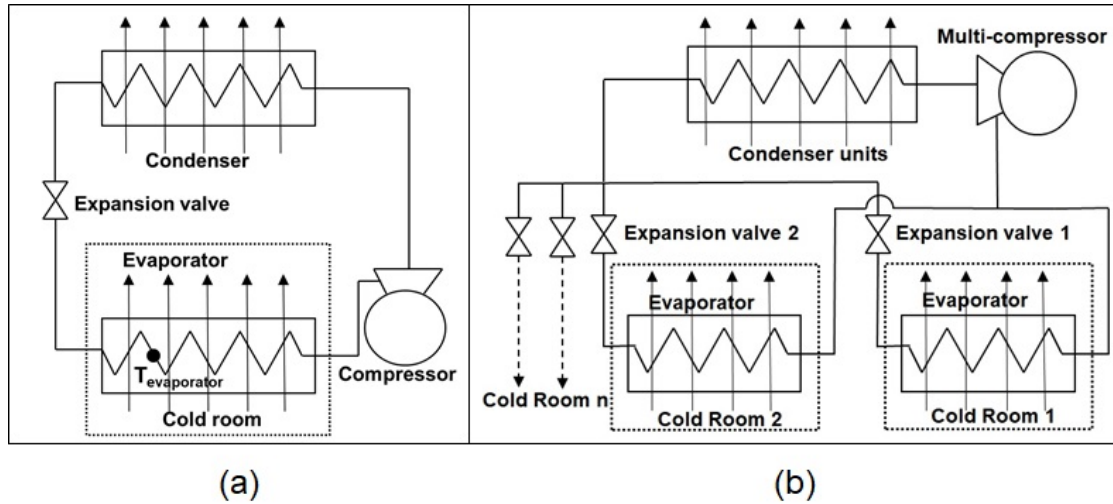 Condenser
Expansion valve
Evaporator
T evaporator
Compressor
Cold room
Multi-compressor
Condenser units
Expansion valve 2
Expansion valve 1
Evaporator
Evaporator
Cold Room n
Cold Room 2
Cold Room 1
(a)
(b)